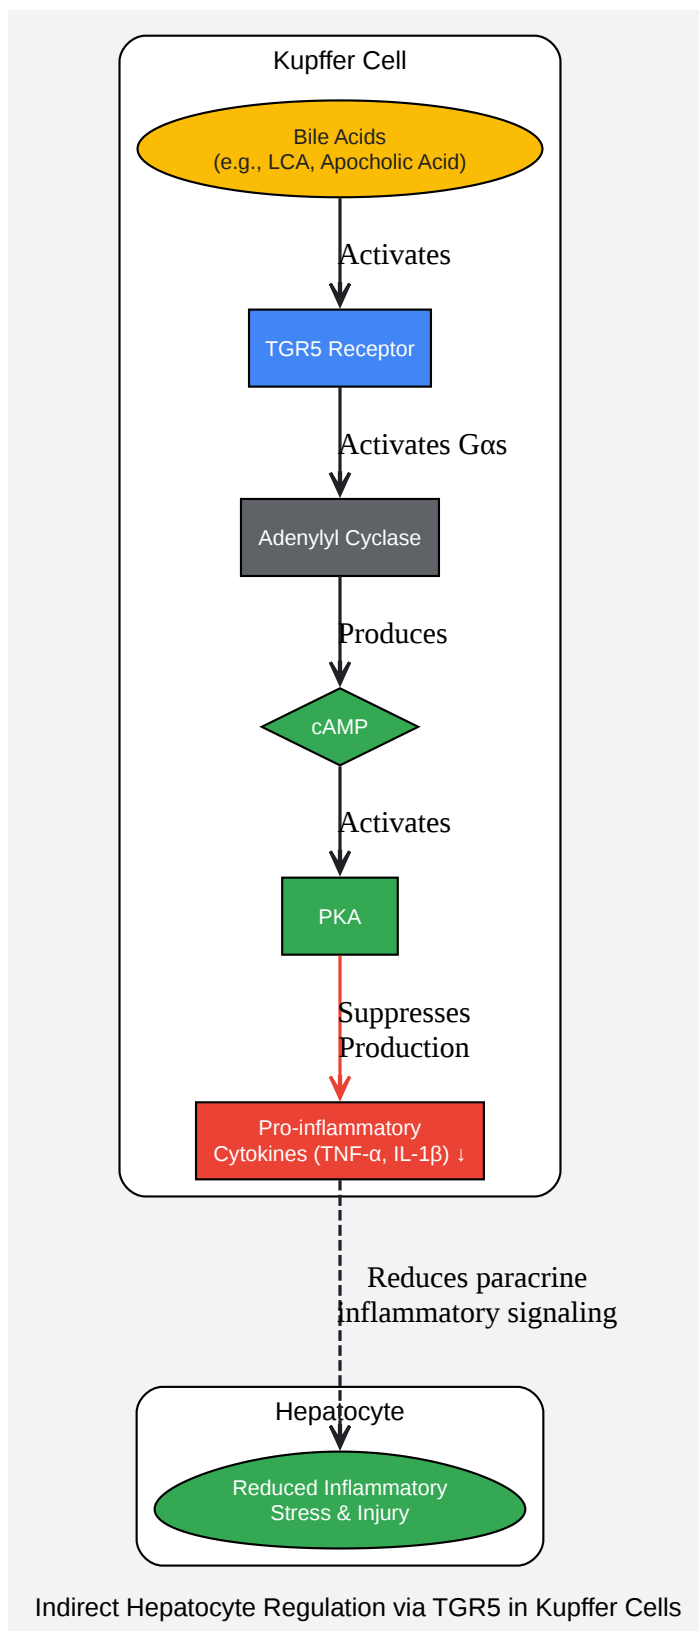 Kupffer Cell
Bile Acids
(e.g., LCA, Apocholic Acid)
Activates
TGR5 Receptor
Activates Gαs
Adenylyl Cyclase
Produces
cAMP
Activates
PKA
Suppresses
Production
Pro-inflammatory
Cytokines (TNF-α, IL-1β) ↓
Reduces paracrine
inflammatory signaling
Hepatocyte
Reduced Inflammatory
Stress & Injury
Indirect Hepatocyte Regulation via TGR5 in Kupffer Cells